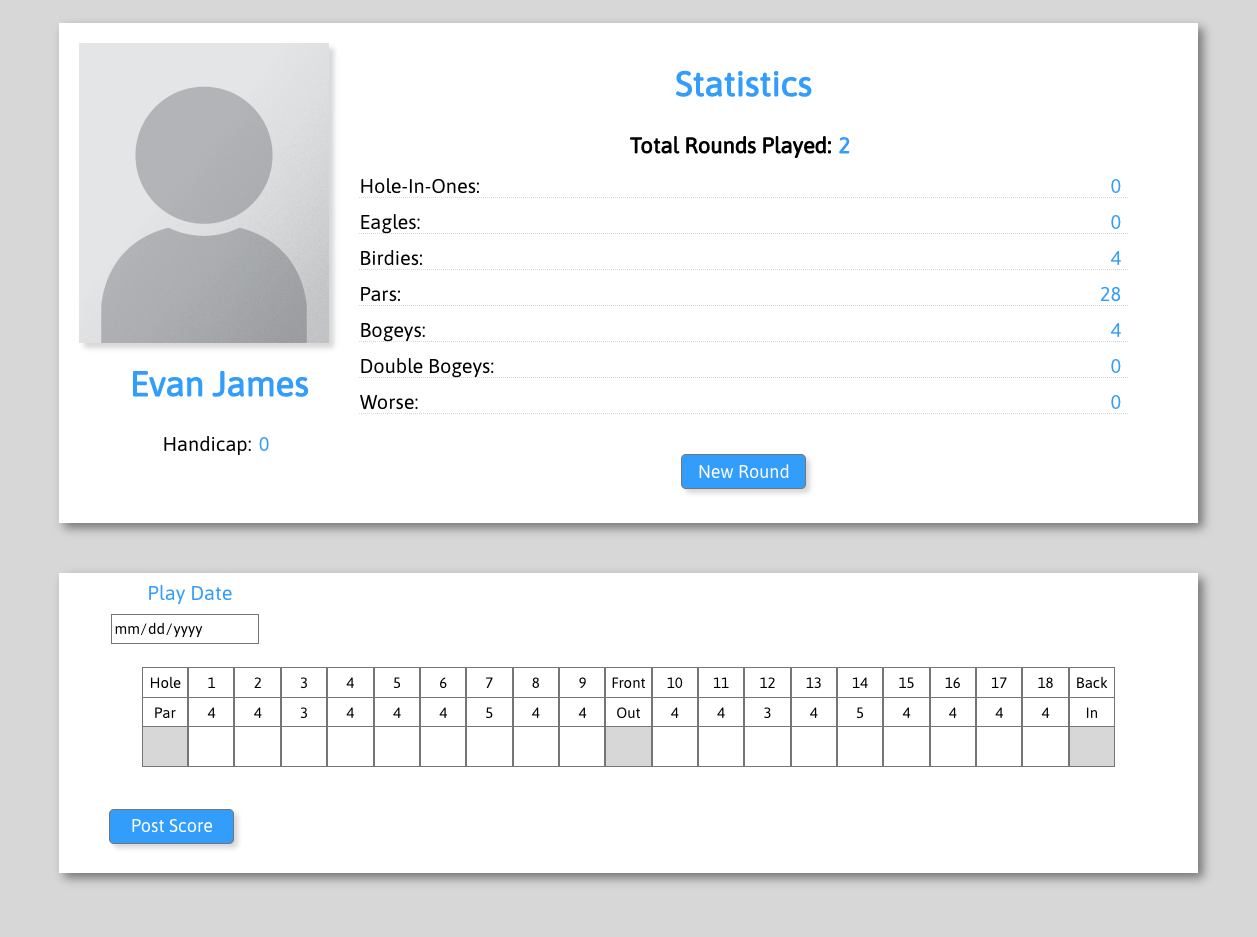 Statistics
Total Rounds Played: 2
Hole-In-Ones: 0
Eagles: 0
Birdies: 4
Pars: 28
Bogeys: 4
Double Bogeys: 0
Worse: 0
Evan James
Handicap: 0
New Round
Play Date
mm/dd/yyyy
Hole 1 2 3 4 5 6 7 8 9 Front 10 11 12 13 14 15 16 17 18 Back
Par 4 4 3 4 4 4 5 4 4 Out 4 4 3 4 5 4 4 4 4 In
Post Score